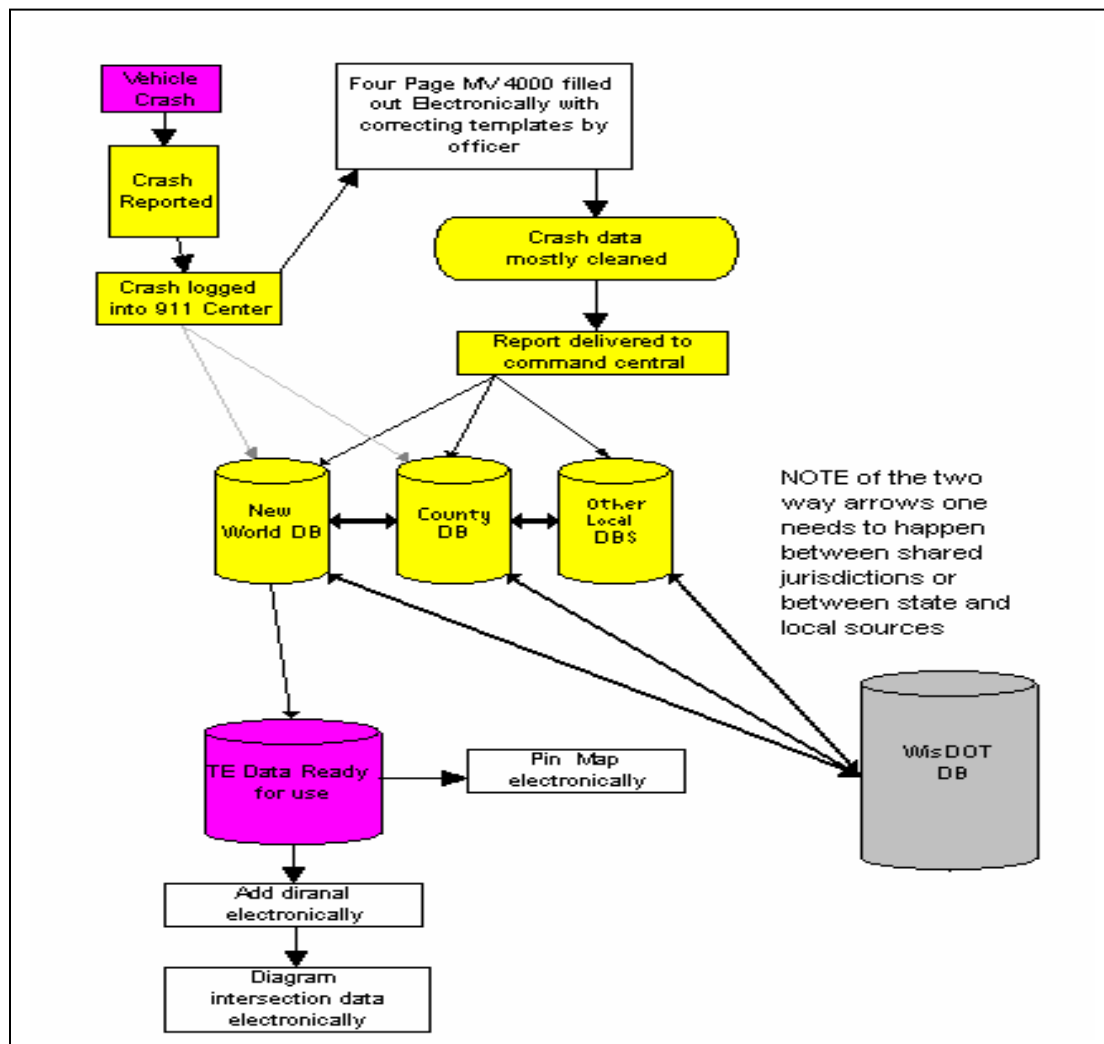 Vehicle
Crash
Four Page MV4000 filled
out Electronically with
correcting templates by
officer
Crash
Reported
Crash data
mostly cleaned
Crash logged
into 911 Center
Report delivered to
command central
New
World DB
County
DB
Other
Local
DBS
NOTE of the two
way arrows one
needs to happen
between shared
jurisdictions or
between state and
local sources
WisDOT
DB
TE Data Ready
for use
Pin Map
electronically
Add diranal
electronically
Diagram
intersection data
electronically